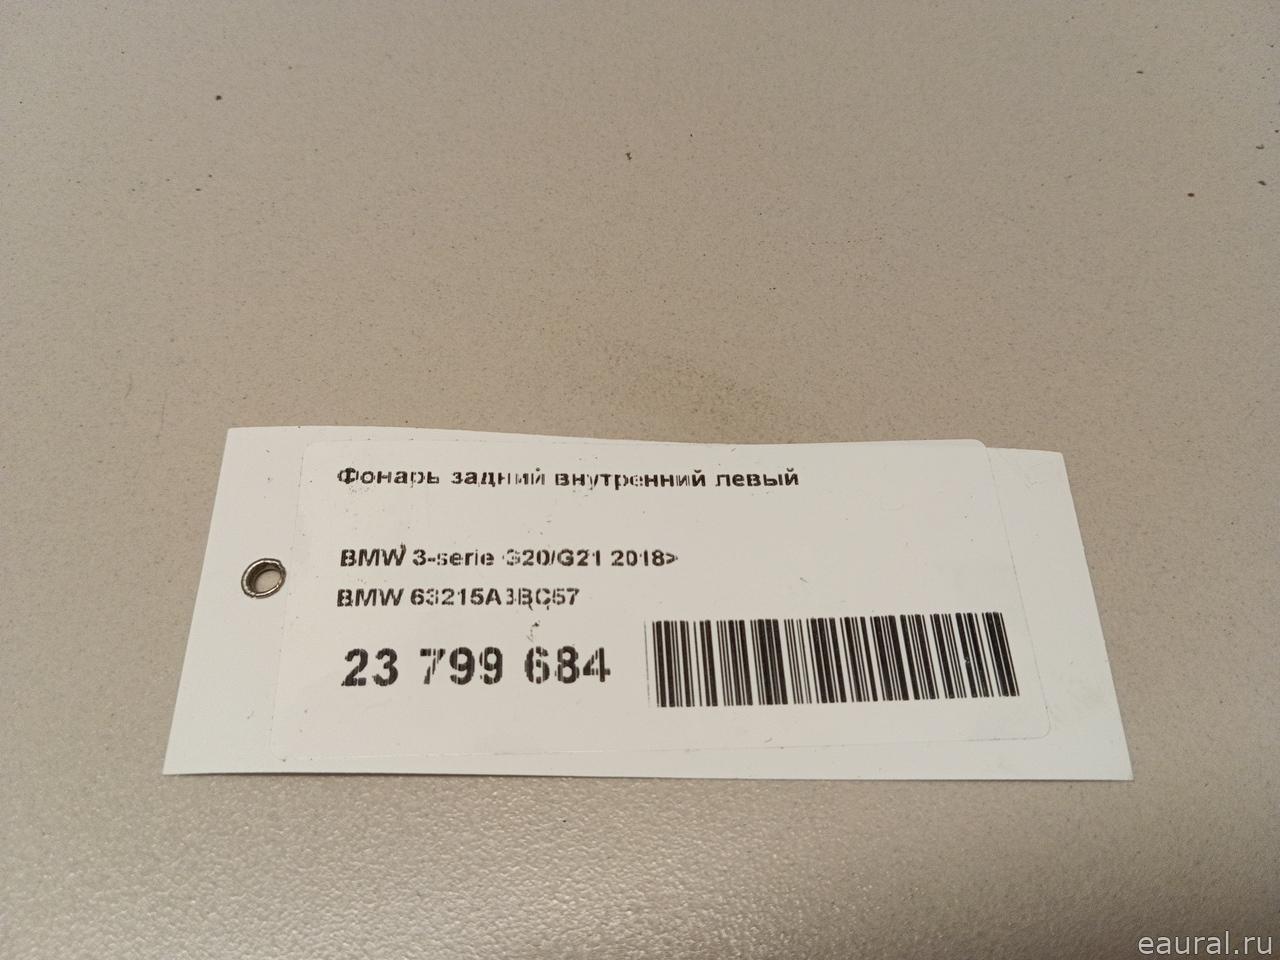 Фонарь задний внутренний левый
BMW 3-serie G20/G21 2018>
BMW 63215A3BC57
23 799 684
eaural.ru